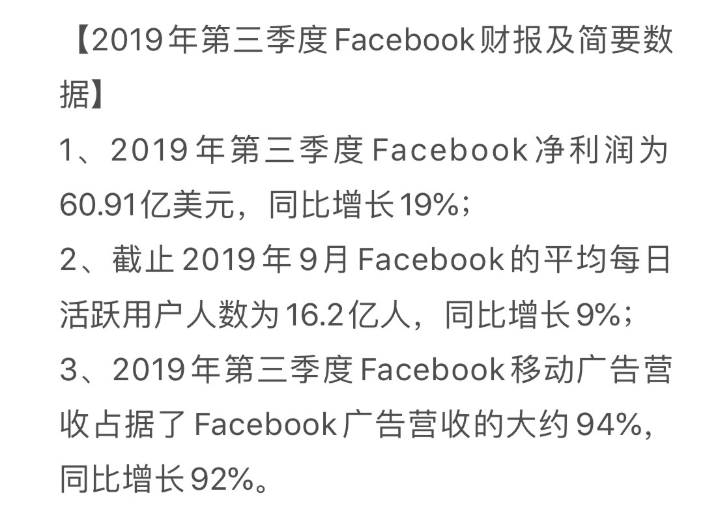 【2019年第三季度Facebook财报及简要数
据】
1、2019年第三季度Facebook净利润为
60.91亿美元，同比增长19%；
2、截止2019年9月Facebook的平均每日
活跃用户人数为16.2亿人，同比增长9%；
3、2019年第三季度Facebook移动广告营
收占据了Facebook广告营收的大约94%，
同比增长92%。